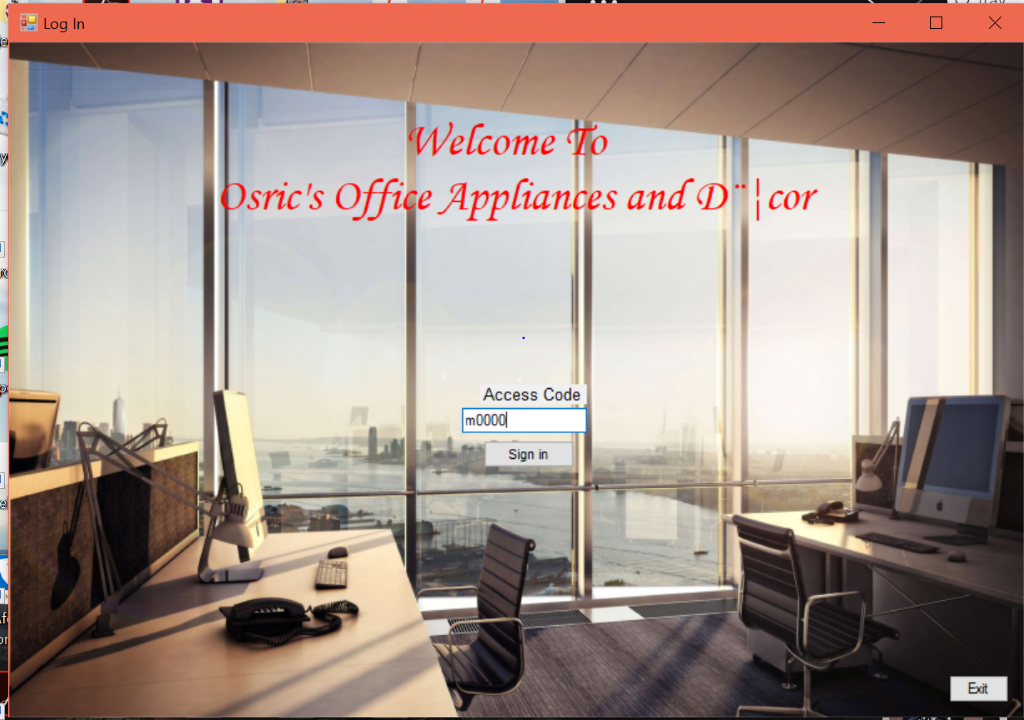 Log In
Welcome To
Osric's Office Appliances and D¨¦cor
Access Code
m0000
Sign in
Exit